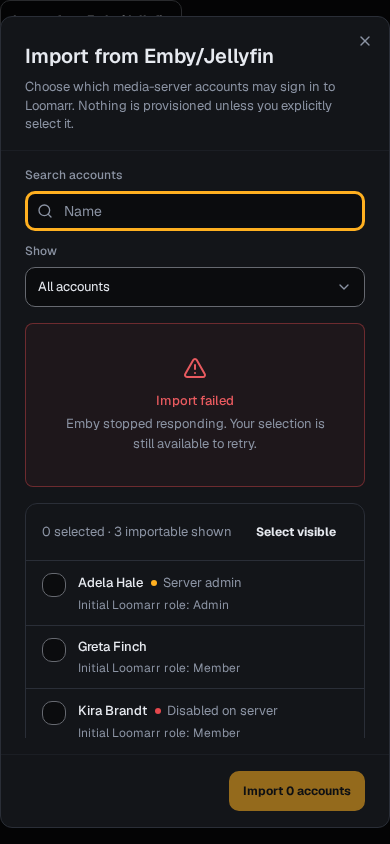 Import from Emby/Jellyfin
Choose which media-server accounts may sign in to
Loomarr. Nothing is provisioned unless you explicitly
select it.
Search accounts
Name
Show
All accounts
Import failed
Emby stopped responding. Your selection is
still available to retry.
0 selected · 3 importable shown Select visible
Adela Hale Server admin
Initial Loomarr role: Admin
Greta Finch
Initial Loomarr role: Member
Kira Brandt Disabled on server
Initial Loomarr role: Member
Import 0 accounts